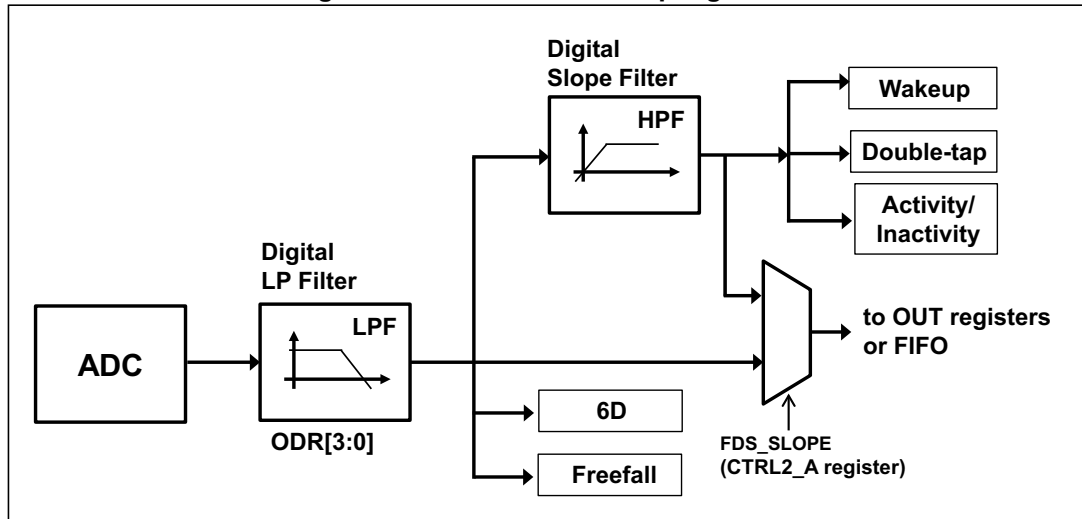 Digital
Slope Filter
HPF
Wakeup
Double-tap
Activity/
Inactivity
Digital
LP Filter
LPF
ADC
ODR[3:0]
to OUT registers
or FIFO
6D
Freefall
FDS_SLOPE
(CTRL2_A register)